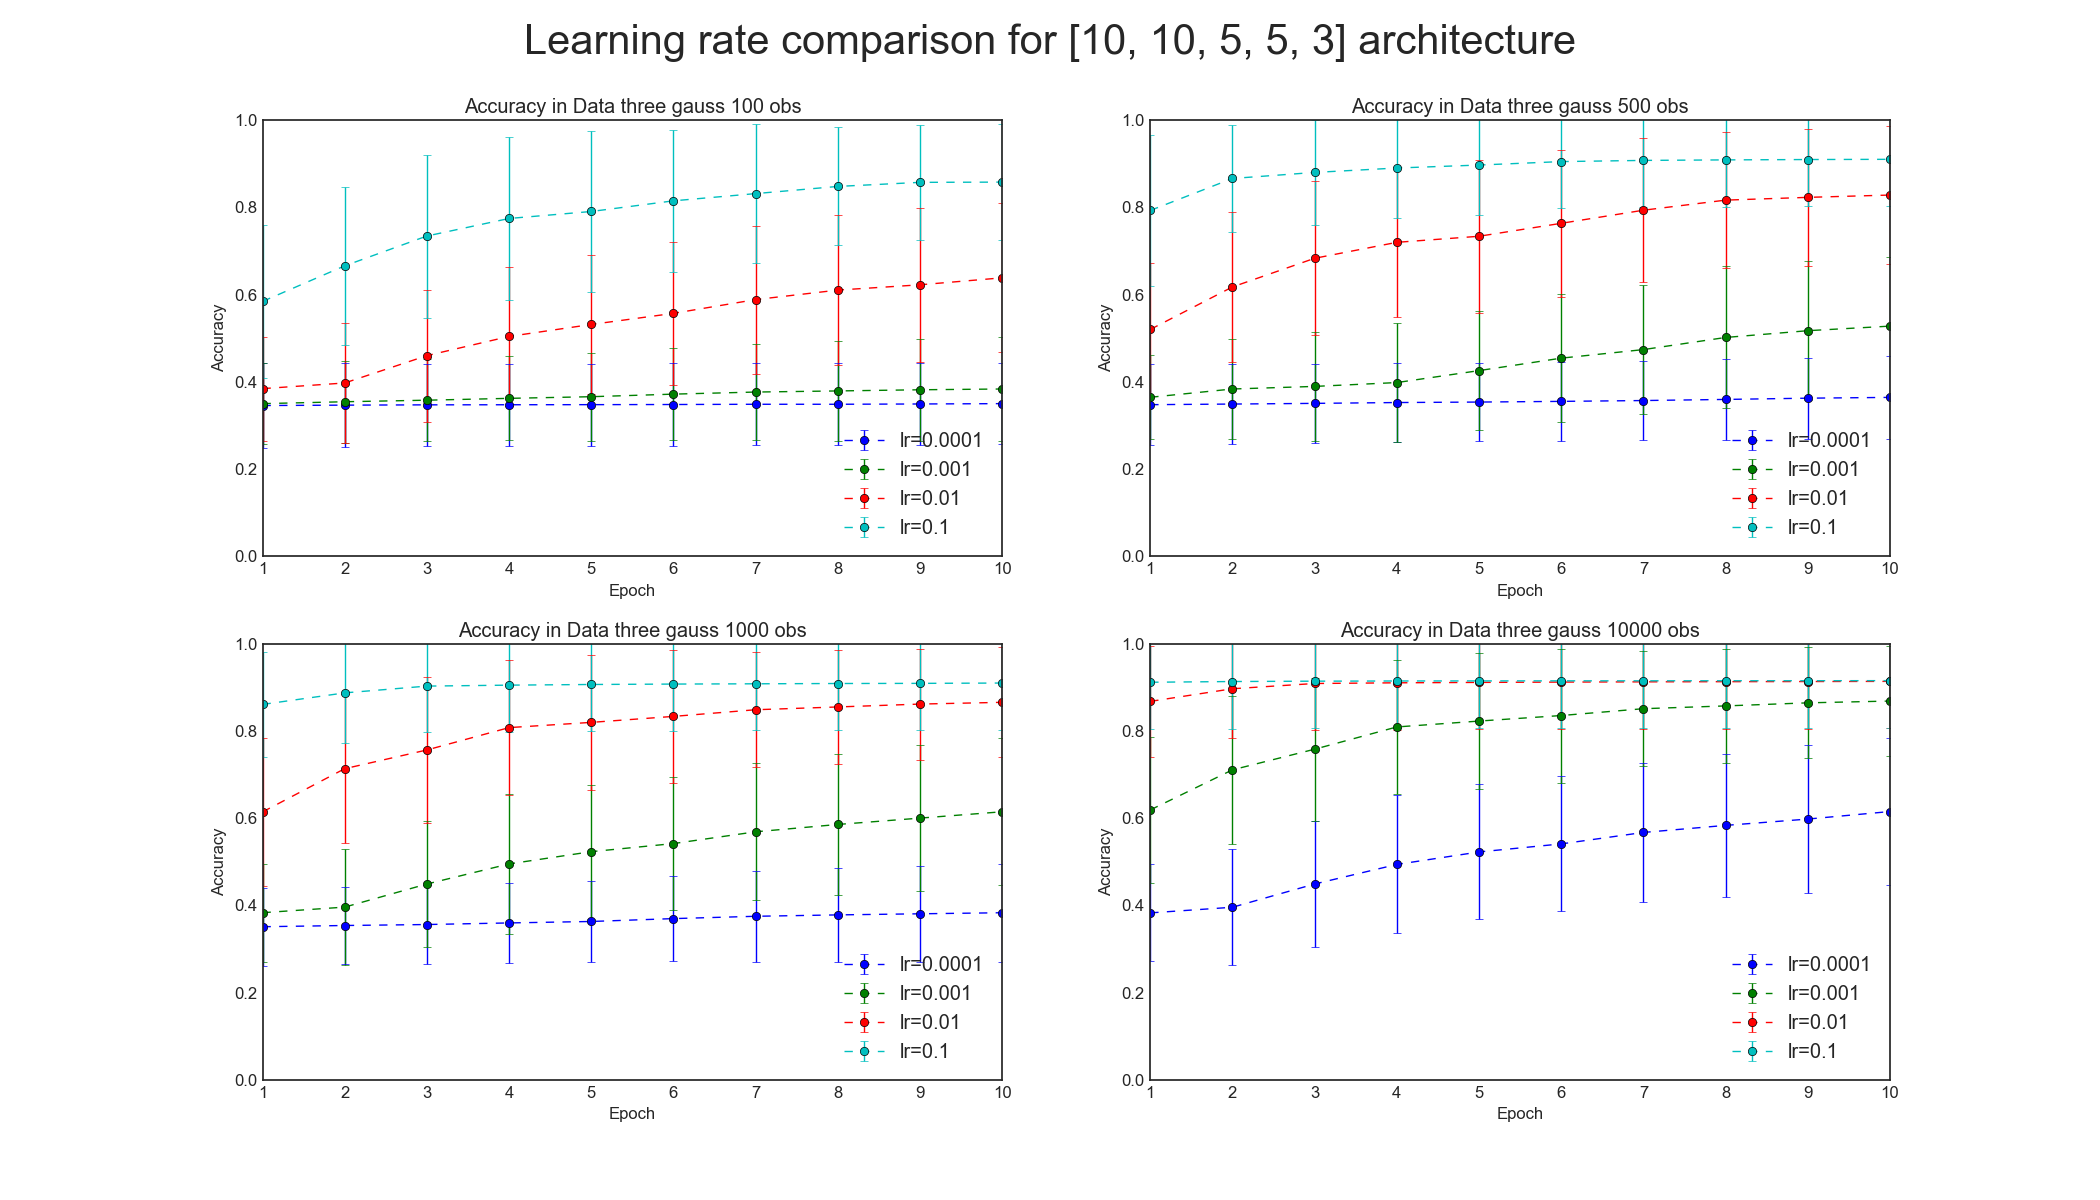 Learning rate comparison for [10, 10, 5, 5, 3] architecture
Accuracy in Data three gauss 100 obs
1.0
0.8
0.6
0.4
0.2
0.0
Accuracy
1 2 3 4 5 6 7 8 9 10
Epoch
lr=0.0001
lr=0.001
lr=0.01
lr=0.1
Accuracy in Data three gauss 500 obs
1.0
0.8
0.6
0.4
0.2
0.0
Accuracy
1 2 3 4 5 6 7 8 9 10
Epoch
lr=0.0001
lr=0.001
lr=0.01
lr=0.1
Accuracy in Data three gauss 1000 obs
1.0
0.8
0.6
0.4
0.2
0.0
Accuracy
1 2 3 4 5 6 7 8 9 10
Epoch
lr=0.0001
lr=0.001
lr=0.01
lr=0.1
Accuracy in Data three gauss 10000 obs
1.0
0.8
0.6
0.4
0.2
0.0
Accuracy
1 2 3 4 5 6 7 8 9 10
Epoch
lr=0.0001
lr=0.001
lr=0.01
lr=0.1